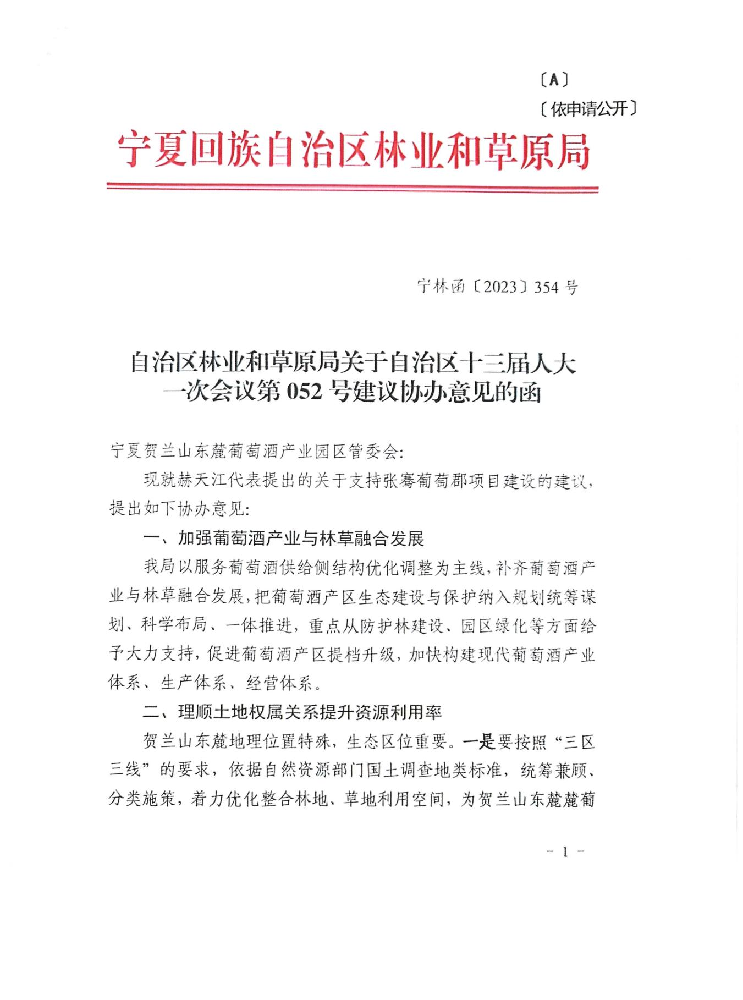 〔A〕
〔依申请公开〕
宁夏回族自治区林业和草原局
宁林函〔2023〕354 号
自治区林业和草原局关于自治区十三届人大
一次会议第 052 号建议协办意见的函
宁夏贺兰山东麓葡萄酒产业园区管委会：
现就赫天江代表提出的关于支持张骞葡萄郡项目建设的建议，
提出如下协办意见：
一、加强葡萄酒产业与林草融合发展
我局以服务葡萄酒供给侧结构优化调整为主线，补齐葡萄酒产
业与林草融合发展，把葡萄酒产区生态建设与保护纳入规划统筹谋
划、科学布局、一体推进，重点从防护林建设、园区绿化等方面给
予大力支持，促进葡萄酒产区提档升级，加快构建现代葡萄酒产业
体系、生产体系、经营体系。
二、理顺土地权属关系提升资源利用率
贺兰山东麓地理位置特殊，生态区位重要。一是要按照“三区
三线”的要求，依据自然资源部门国土调查地类标准，统筹兼顾、
分类施策，着力优化整合林地、草地利用空间，为贺兰山东麓麓葡
- 1 -